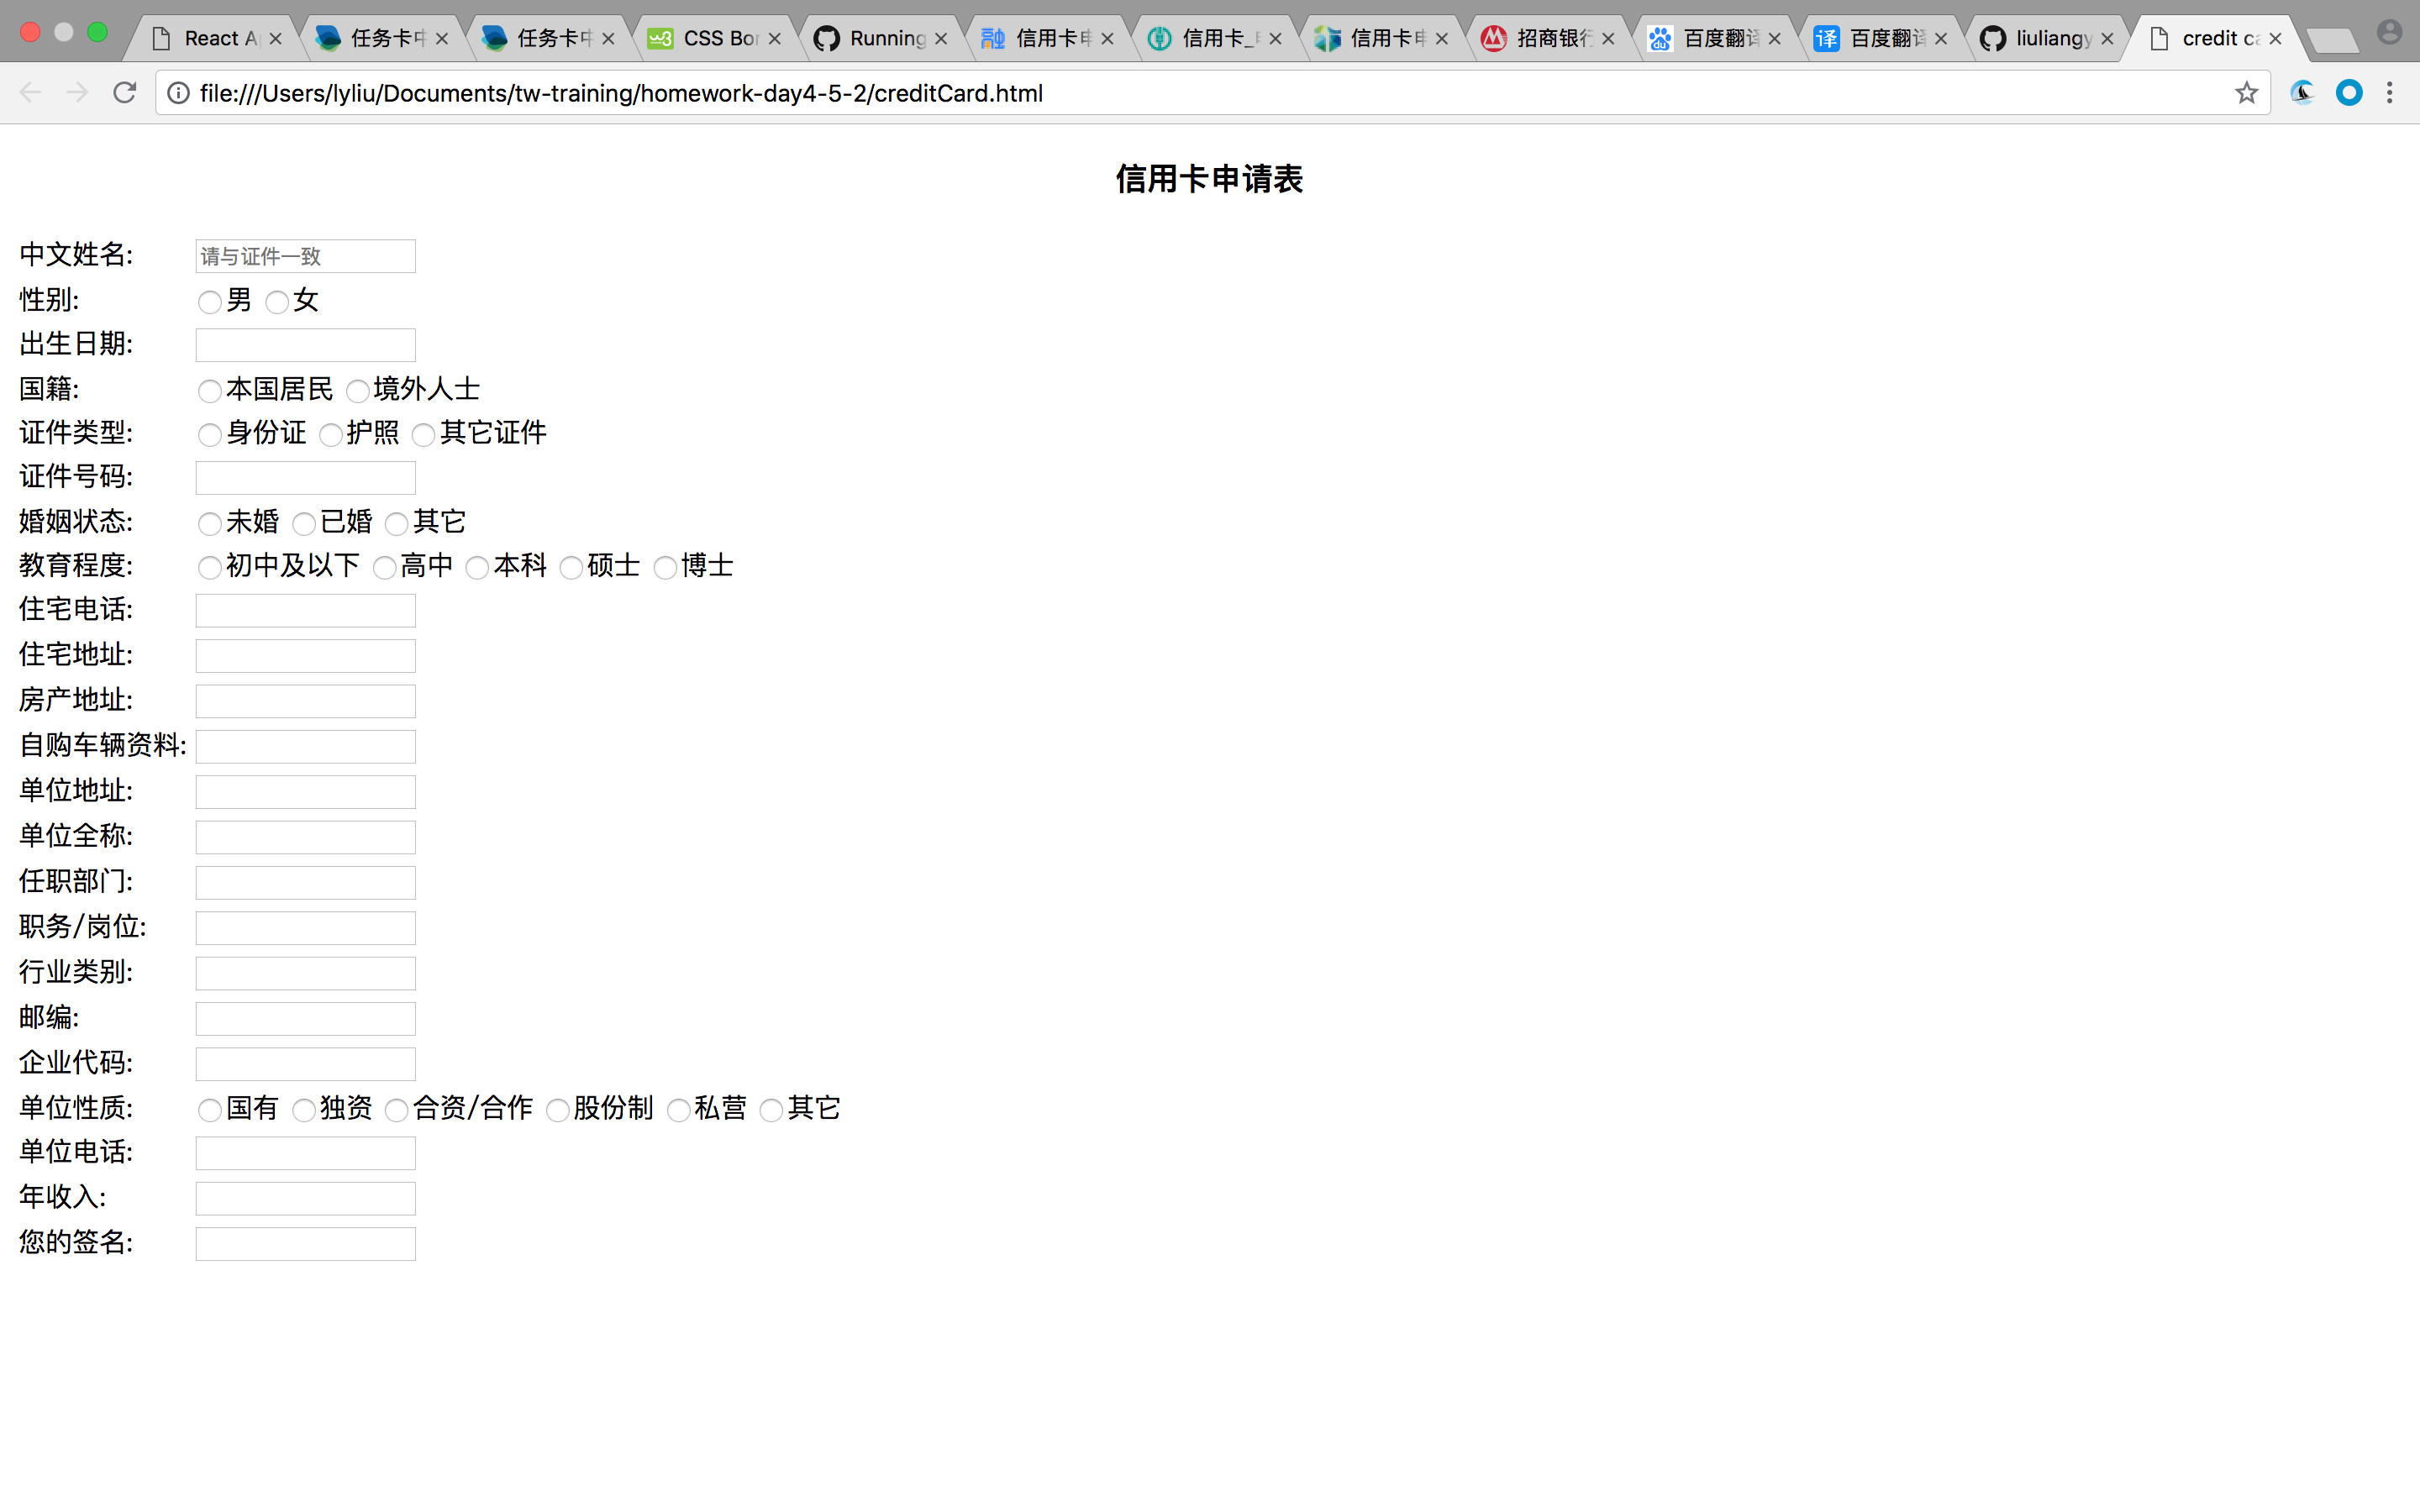 React A
任务卡中
任务卡中
w3 CSS Bor
Running
融 信用卡申
信用卡_
信用卡申
招商银行
du 百度翻译
译 百度翻译
liuliangy
credit ca
file:///Users/lyliu/Documents/tw-training/homework-day4-5-2/creditCard.html
信用卡申请表
中文姓名: 请与证件一致
性别: 男 女
出生日期:
国籍: 本国居民 境外人士
证件类型: 身份证 护照 其它证件
证件号码:
婚姻状态: 未婚 已婚 其它
教育程度: 初中及以下 高中 本科 硕士 博士
住宅电话:
住宅地址:
房产地址:
自购车辆资料:
单位地址:
单位全称:
任职部门:
职务/岗位:
行业类别:
邮编:
企业代码:
单位性质: 国有 独资 合资/合作 股份制 私营 其它
单位电话:
年收入:
您的签名: